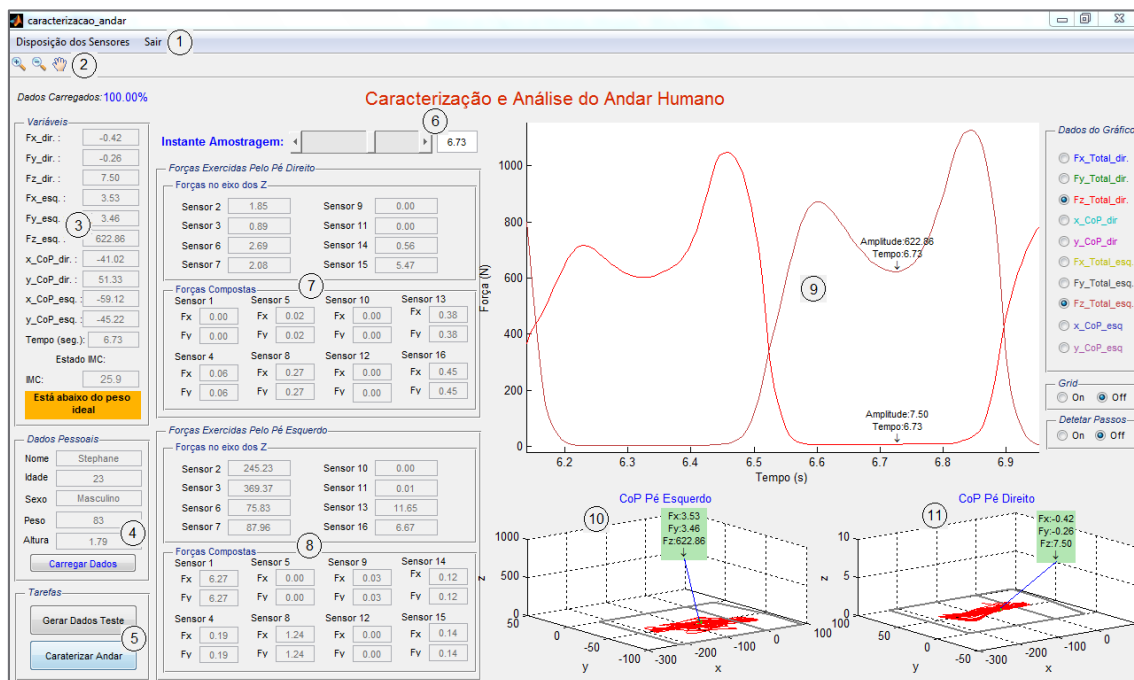 caracterizacao_andar
Disposição dos Sensores Sair 1
2
Dados Carregados: 100.00%
Caracterização e Análise do Andar Humano
Variáveis
Fx_dir. : -0.42
Fy_dir. : -0.26
Fz_dir. : 7.50
Fx_esq. : 3.53
Fy_esq. 3.46
3
Fz_esq. : 622.86
x_CoP_dir. : -41.02
y_CoP_dir. : 51.33
x_CoP_esq. : -59.12
y_CoP_esq. : -45.22
Tempo (seg.): 6.73
Estado IMC:
IMC: 25.9
Está abaixo do peso
ideal
Dados Pessoais
Nome Stephane
Idade 23
Sexo Masculino
Peso 83
Altura 1.79
4
Carregar Dados
Tarefas
Gerar Dados Teste
5
Caraterizar Andar
Instante Amostragem: 6.73
6
Forças Exercidas Pelo Pé Direito
Forças no eixo dos Z
Sensor 2 1.85 Sensor 9 0.00
Sensor 3 0.89 Sensor 11 0.00
Sensor 6 2.69 Sensor 14 0.56
Sensor 7 2.08 Sensor 15 5.47
Forças Compostas
7
Sensor 1 Sensor 5 Sensor 10 Sensor 13
Fx 0.00 Fx 0.02 Fx 0.00 Fx 0.38
Fy 0.00 Fy 0.02 Fy 0.00 Fy 0.38
Sensor 4 Sensor 8 Sensor 12 Sensor 16
Fx 0.06 Fx 0.27 Fx 0.00 Fx 0.45
Fy 0.06 Fy 0.27 Fy 0.00 Fy 0.45
Forças Exercidas Pelo Pé Esquerdo
Forças no eixo dos Z
Sensor 2 245.23 Sensor 10 0.00
Sensor 3 369.37 Sensor 11 0.01
Sensor 6 75.83 Sensor 13 11.65
Sensor 7 87.96 Sensor 16 6.67
Forças Compostas
8
Sensor 1 Sensor 5 Sensor 9 Sensor 14
Fx 6.27 Fx 0.00 Fx 0.03 Fx 0.12
Fy 6.27 Fy 0.00 Fy 0.03 Fy 0.12
Sensor 4 Sensor 8 Sensor 12 Sensor 15
Fx 0.19 Fx 1.24 Fx 0.00 Fx 0.14
Fy 0.19 Fy 1.24 Fy 0.00 Fy 0.14
1000
800
600
400
200
0
Força (N)
Amplitude:622.86
Tempo:6.73
9
Amplitude:7.50
Tempo:6.73
6.2 6.3 6.4 6.5 6.6 6.7 6.8 6.9
Tempo (s)
Dados do Gráfico
Fx_Total_dir.
Fy_Total_dir.
Fz_Total_dir.
x_CoP_dir
y_CoP_dir
Fx_Total_esq.
Fy_Total_esq.
Fz_Total_esq.
x_CoP_esq
y_CoP_esq
Grid
On Off
Detetar Passos
On Off
CoP Pé Esquerdo
10
Fx:3.53
Fy:3.46
Fz:622.86
1000
500
0
z
50
0
-50
-100
y
-300
-200
-100
0
100
x
CoP Pé Direito
11
Fx:-0.42
Fy:-0.26
Fz:7.50
10
5
0
z
100
50
0
-50
y
-300
-200
-100
0
x